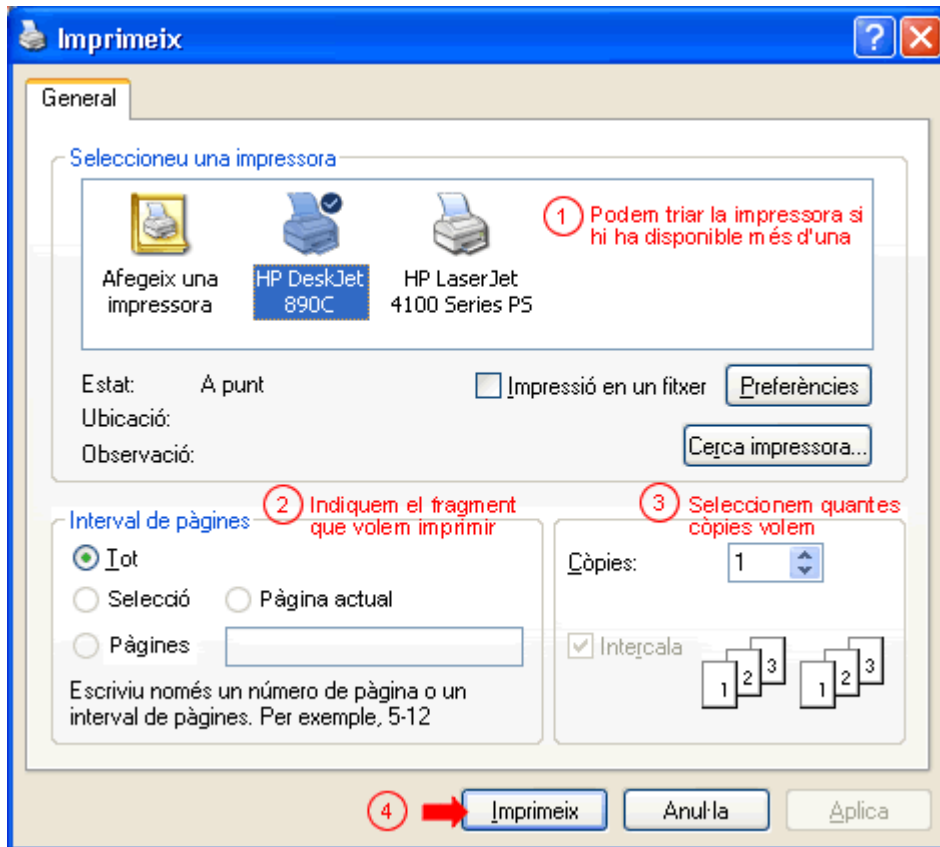 Imprimeix
General
Seleccioneu una impressora
Afegeix una
impressora
HP DeskJet
890C
HP LaserJet
4100 Series PS
1 Podem triar la impressora si
hi ha disponible més d'una
Estat: A punt
Impressió en un fitxer Preferències
Ubicació:
Observació:
Cerca impressora...
Interval de pàgines
2 Indiquem el fragment
que volem imprimir
Tot
Selecció Pàgina actual
Pàgines
Escriviu només un número de pàgina o un
interval de pàgines. Per exemple, 5-12
3 Seleccionem quantes
còpies volem
Còpies: 1
Intercala
1 2 3 1 2 3
4 Imprimeix Anul·la Aplica